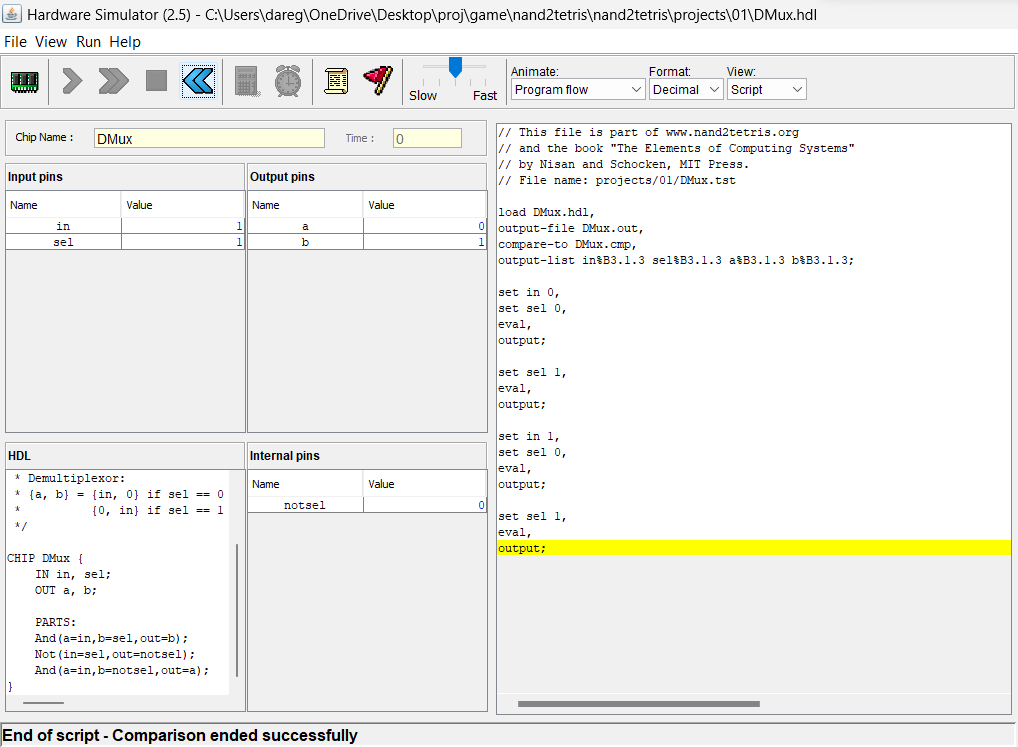 Hardware Simulator (2.5) - C:\Users\dareg\OneDrive\Desktop\proj\game\nand2tetris\nand2tetris\projects\01\DMux.hdl
File View Run Help
Animate: Format: View:
Slow Fast Program flow Decimal Script
Chip Name : DMux Time : 0
Input pins
Name Value
in 1
sel 1
Output pins
Name Value
a 0
b 1
HDL
* Demultiplexor:
* {a, b} = {in, 0} if sel == 0
* {0, in} if sel == 1
*/
CHIP DMux {
IN in, sel;
OUT a, b;
PARTS:
And(a=in,b=sel,out=b);
Not(in=sel,out=notsel);
And(a=in,b=notsel,out=a);
}
Internal pins
Name Value
notsel 0
// This file is part of www.nand2tetris.org
// and the book "The Elements of Computing Systems"
// by Nisan and Schocken, MIT Press.
// File name: projects/01/DMux.tst
load DMux.hdl,
output-file DMux.out,
compare-to DMux.cmp,
output-list in%B3.1.3 sel%B3.1.3 a%B3.1.3 b%B3.1.3;
set in 0,
set sel 0,
eval,
output;
set sel 1,
eval,
output;
set in 1,
set sel 0,
eval,
output;
set sel 1,
eval,
output;
End of script - Comparison ended successfully